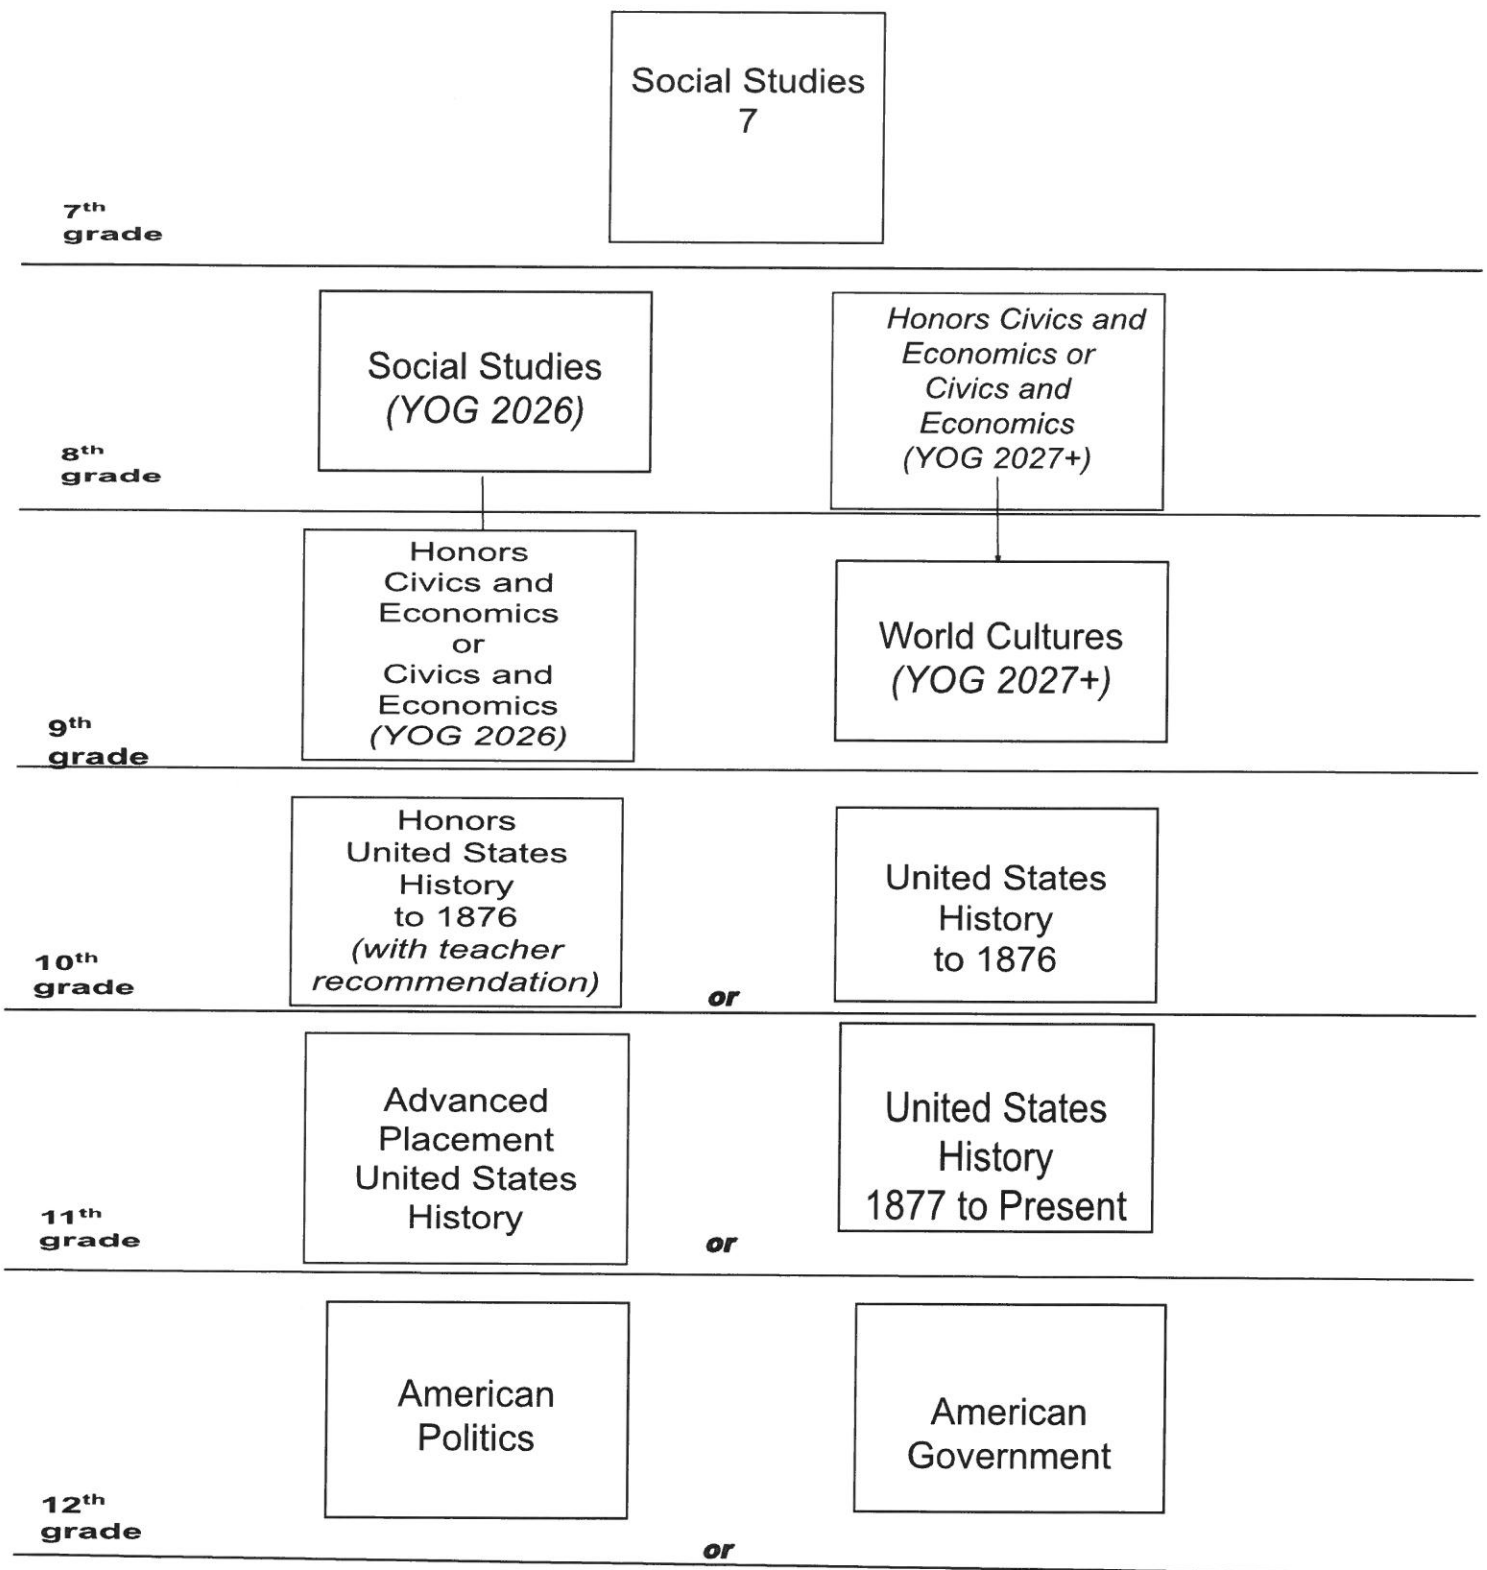 Social Studies
7
7th
grade
Social Studies
(YOG 2026)
Honors Civics and
Economics or
Civics and
Economics
(YOG 2027+)
8th
grade
Honors
Civics and
Economics
or
Civics and
Economics
(YOG 2026)
World Cultures
(YOG 2027+)
9th
grade
Honors
United States
History
to 1876
(with teacher
recommendation)
or
United States
History
to 1876
10th
grade
Advanced
Placement
United States
History
or
United States
History
1877 to Present
11th
grade
American
Politics
or
American
Government
12th
grade